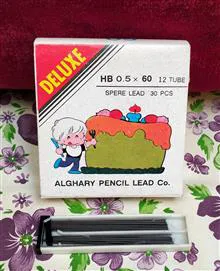 DELUXE
HB 0.5 × 60 12 TUBE
SPERE LEAD 30 PCS
ALGHARY PENCIL LEAD Co.